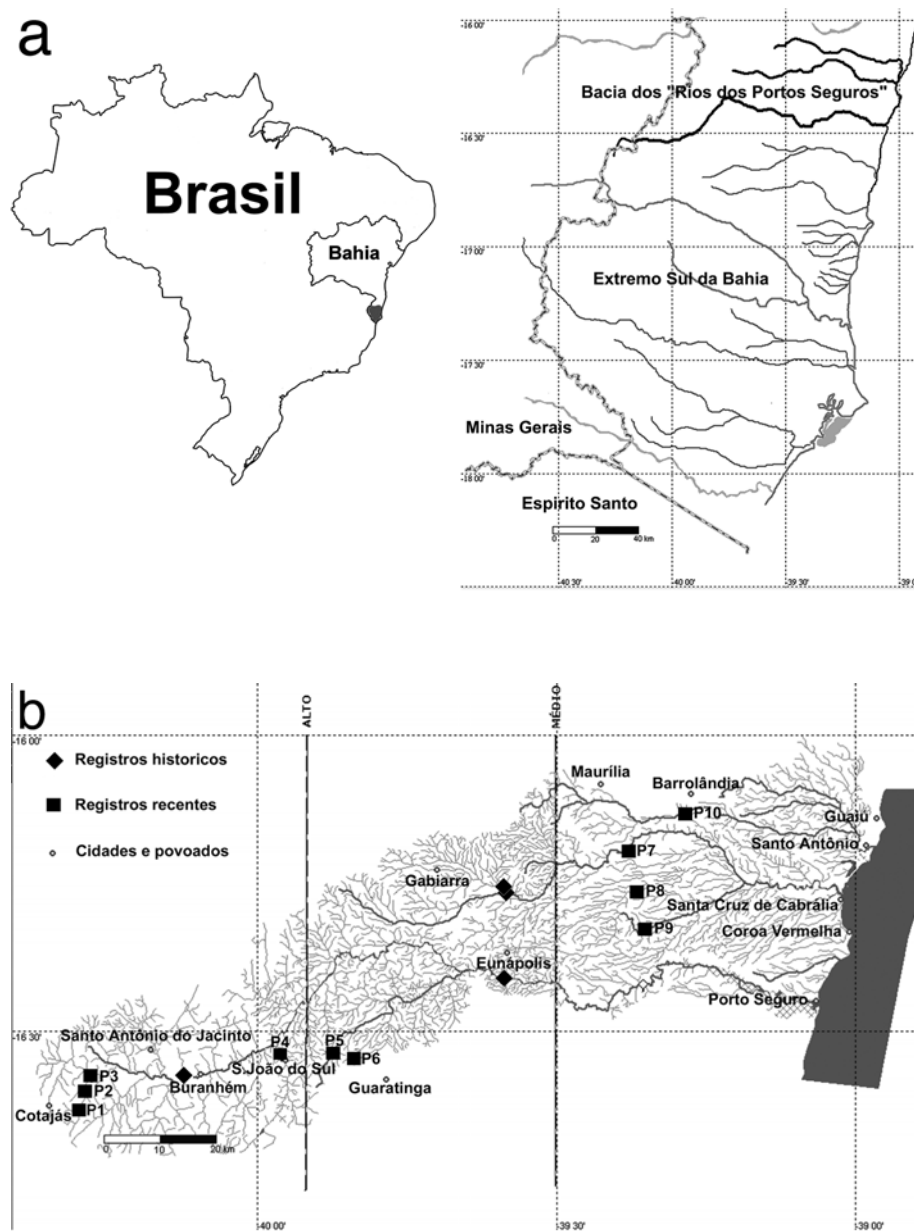 a
Brasil
Bahia
-16 00'
Bacia dos "Rios dos Portos Seguros"
-16 30'
-17 00'
Extremo Sul da Bahia
-17 30'
Minas Gerais
-18 00'
Espirito Santo
0 20 40 km
-40 30'
-40 00'
-39 30'
b
ALTO
MÉDIO
-16 00'
Registros historicos
Registros recentes
Cidades e povoados
Maurília
Barrolândia
P10
Guaiú
Santo Antônio
P7
Gabiarra
P8
Santa Cruz de Cabrália
P9
Coroa Vermelha
Eunápolis
Porto Seguro
-16 30'
Santo Antônio do Jacinto
P4
P5
P6
S.João do Sul
P3
Buranhém
Guaratinga
P2
Cotajás
P1
0 10 20 km
-40 00'
-39 30'
-39 00'